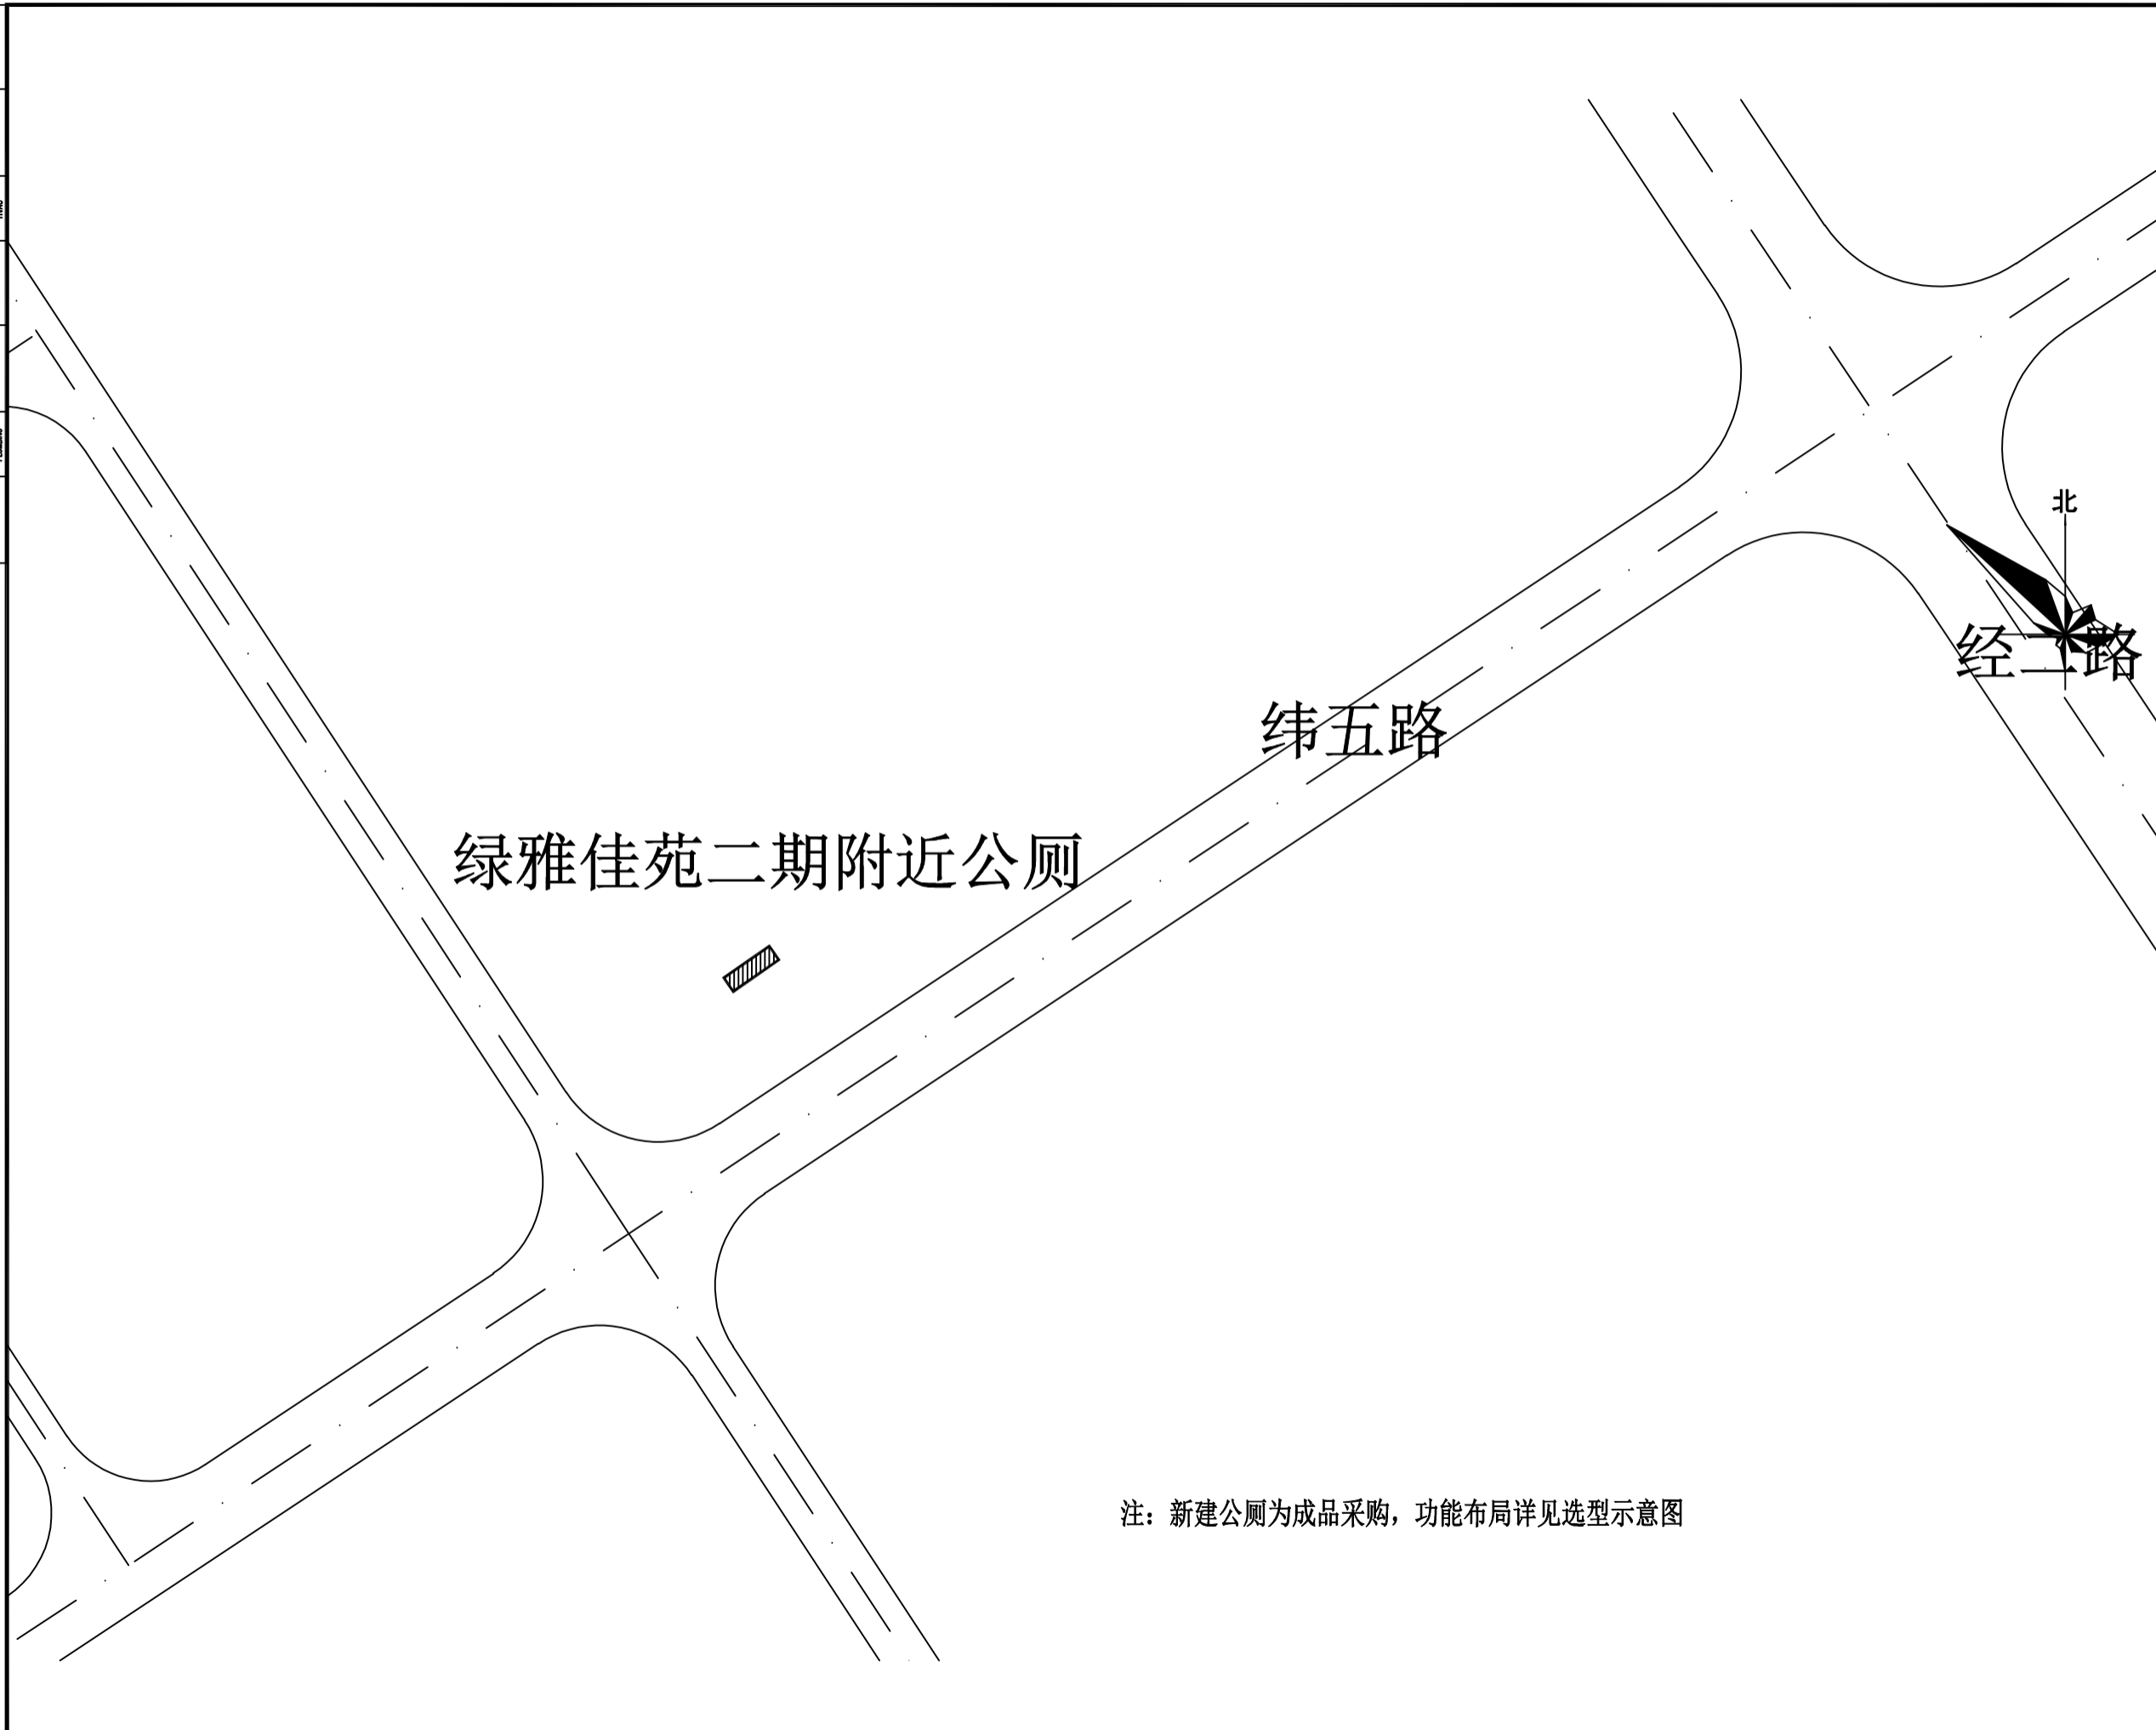 北
经二路
纬五路
绿雅佳苑二期附近公厕
注：新建公厕为成品采购，功能布局详见选型示意图